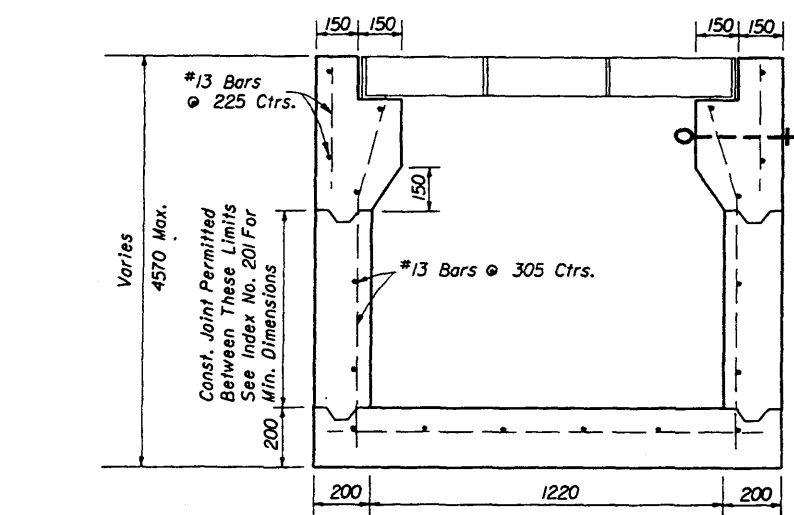 150 150
150 150
#13 Bars
@ 225 Ctrs.
150
Varies
4570 Max.
Const. Joint Permitted
Between These Limits
See Index No. 201 For
Min. Dimensions
#13 Bars @ 305 Ctrs.
200
200
1220
200